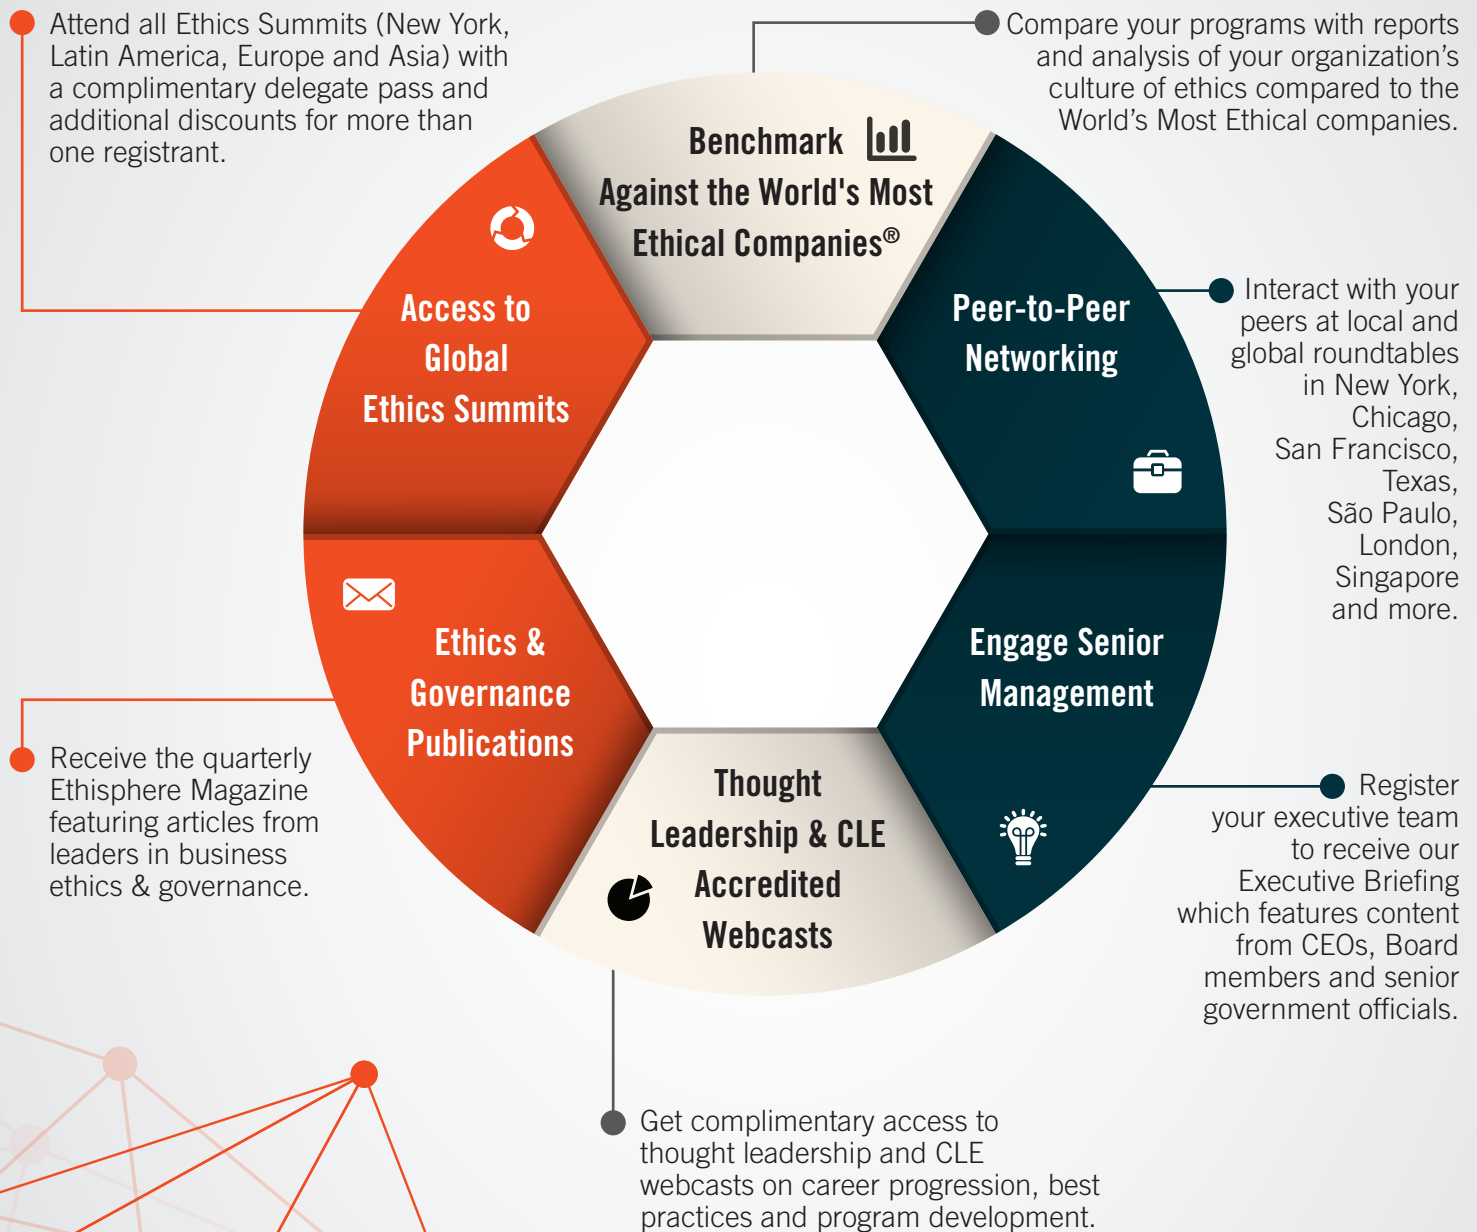 Attend all Ethics Summits (New York,
Latin America, Europe and Asia) with
a complimentary delegate pass and
additional discounts for more than
one registrant.
Compare your programs with reports
and analysis of your organization’s
culture of ethics compared to the
World’s Most Ethical companies.
Benchmark
Against the World's Most
Ethical Companies®
Access to
Global
Ethics Summits
Peer-to-Peer
Networking
Interact with your
peers at local and
global roundtables
in New York,
Chicago,
San Francisco,
Texas,
São Paulo,
London,
Singapore
and more.
Ethics &
Governance
Publications
Engage Senior
Management
Receive the quarterly
Ethisphere Magazine
featuring articles from
leaders in business
ethics & governance.
Thought
Leadership & CLE
Accredited
Webcasts
Register
your executive team
to receive our
Executive Briefing
which features content
from CEOs, Board
members and senior
government officials.
Get complimentary access to
thought leadership and CLE
webcasts on career progression, best
practices and program development.